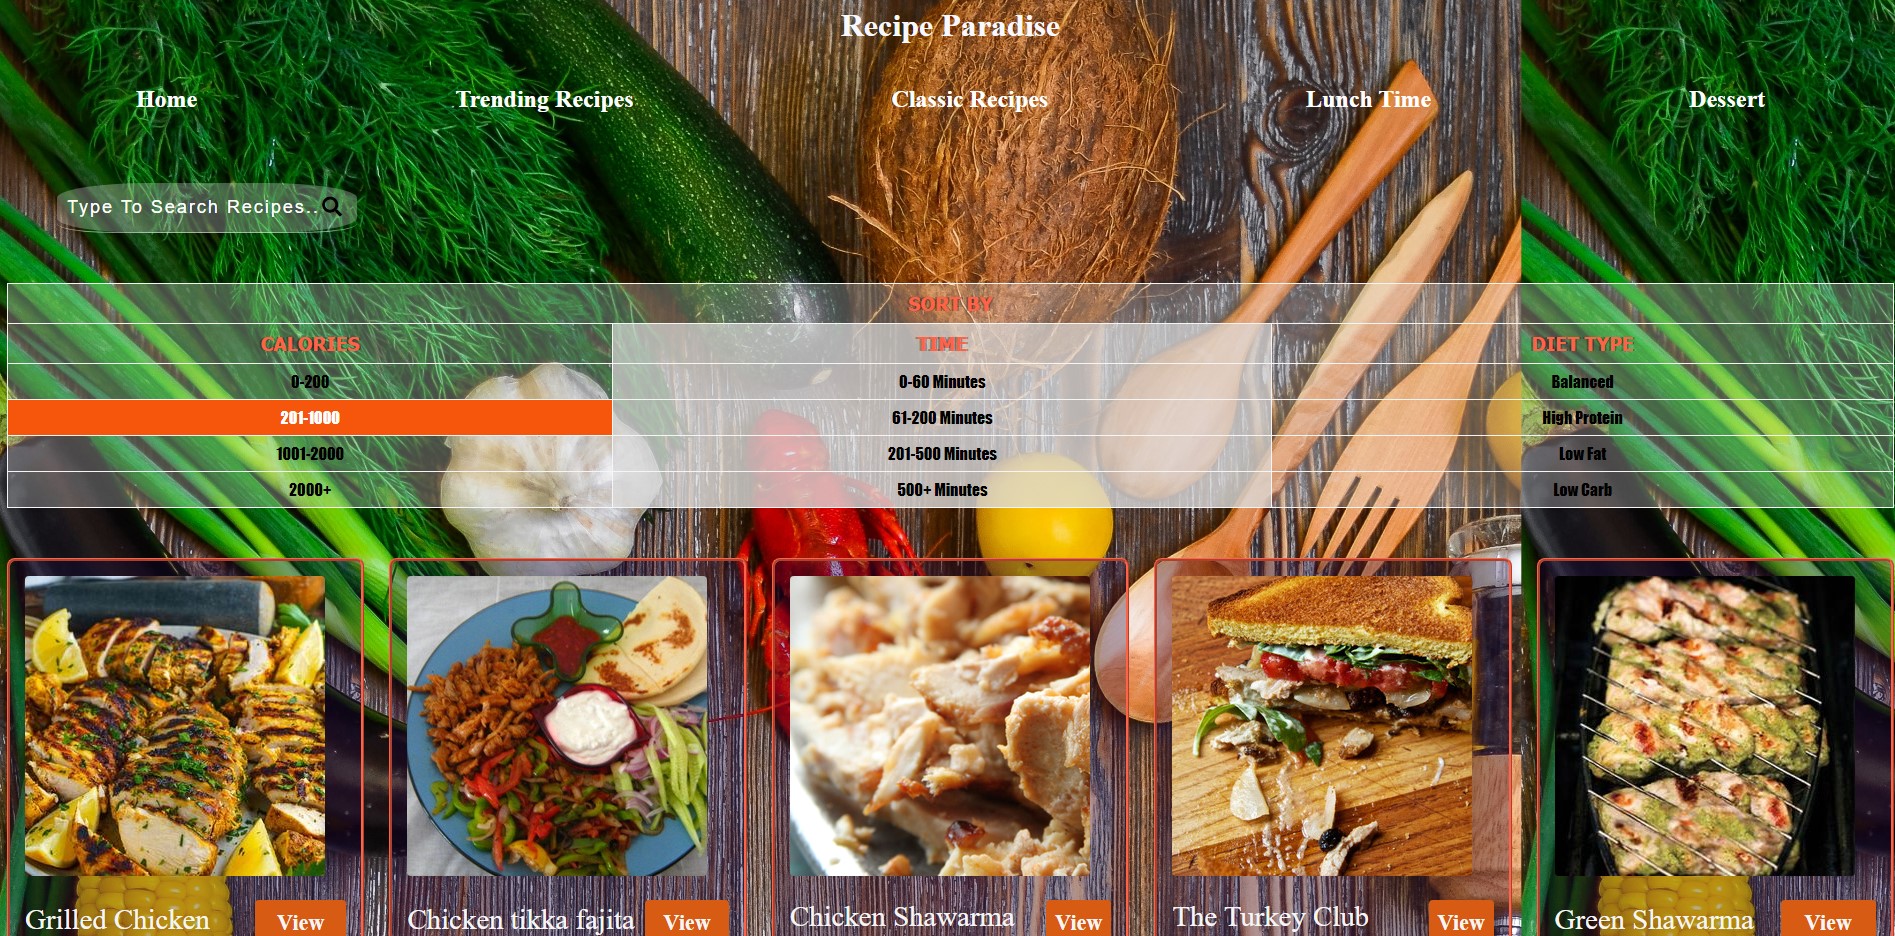 Recipe Paradise
Home Trending Recipes Classic Recipes Lunch Time Dessert
Type To Search Recipes..
SORT BY
CALORIES TIME DIET TYPE
0-200 0-60 Minutes Balanced
201-1000 61-200 Minutes High Protein
1001-2000 201-500 Minutes Low Fat
2000+ 500+ Minutes Low Carb
Grilled Chicken View Chicken tikka fajita View Chicken Shawarma View The Turkey Club View Green Shawarma View